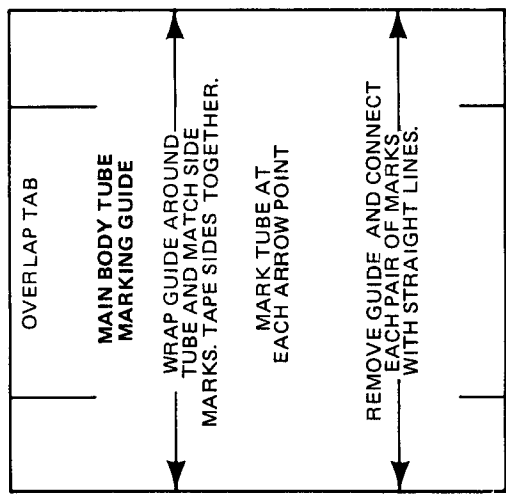 OVERLAP TAB
MAIN BODY TUBE
MARKING GUIDE
WRAP GUIDE AROUND
TUBE AND MATCH SIDE
MARKS. TAPE SIDES TOGETHER.
MARK TUBE AT
EACH ARROW POINT
REMOVE GUIDE AND CONNECT
EACH PAIR OF MARKS
WITH STRAIGHT LINES.